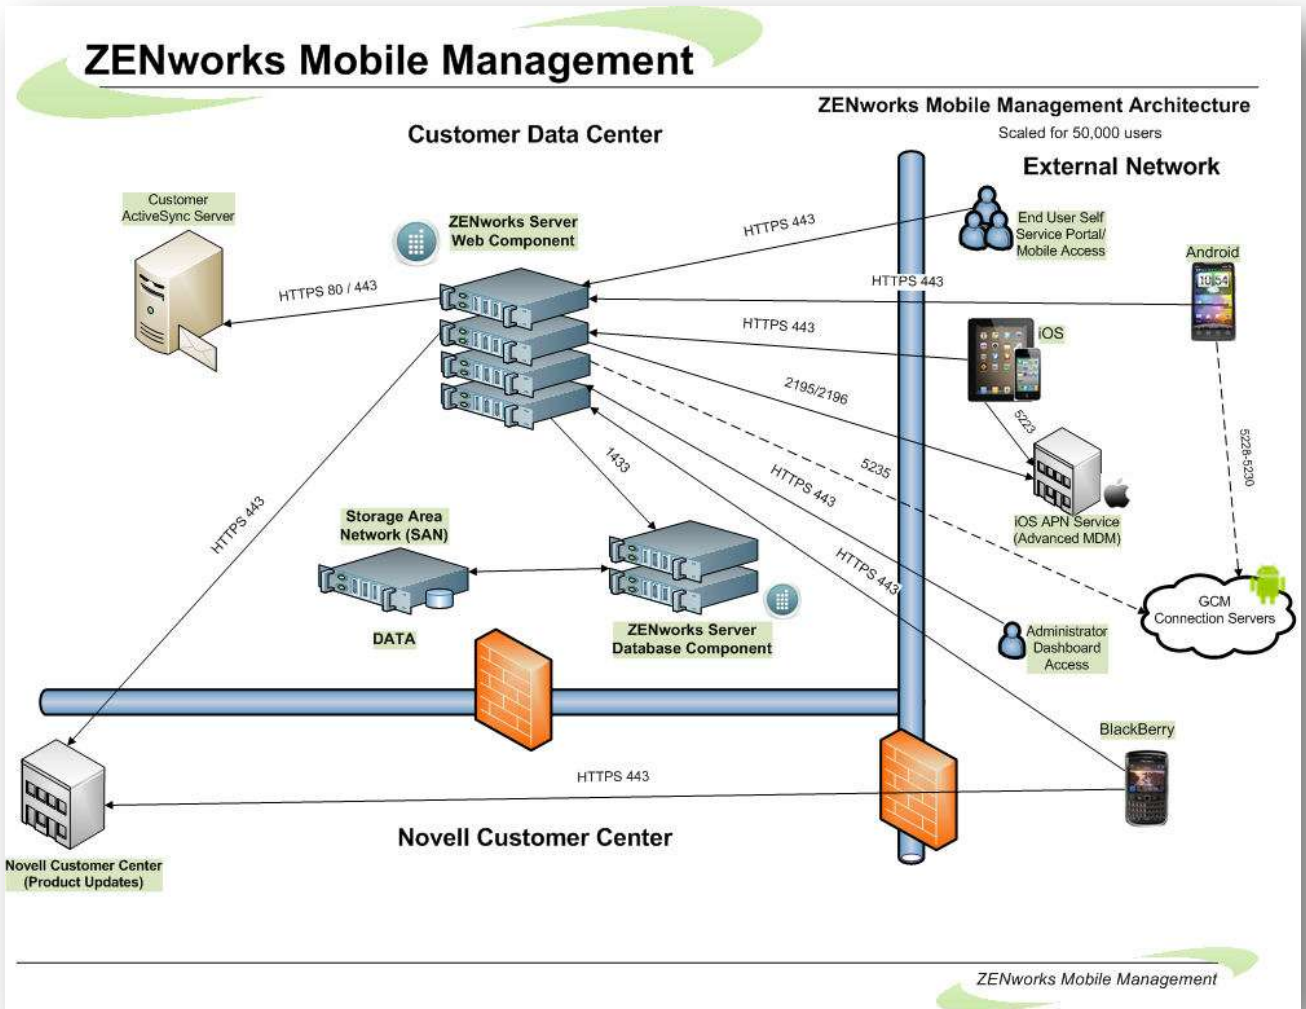 ZENworks Mobile Management
ZENworks Mobile Management Architecture
Scaled for 50,000 users
Customer Data Center
External Network
Customer
ActiveSync Server
ZENworks Server
Web Component
HTTPS 443
End User Self
Service Portal/
Mobile Access
Android
10:54
HTTPS 443
HTTPS 80 / 443
HTTPS 443
iOS
2195/2196
5223
1433
5235
5228-5230
HTTPS 443
HTTPS 443
iOS APN Service
(Advanced MDM)
Storage Area
Network (SAN)
HTTPS 443
GCM
Connection Servers
DATA
ZENworks Server
Database Component
Administrator
Dashboard
Access
BlackBerry
HTTPS 443
Novell Customer Center
Novell Customer Center
(Product Updates)
ZENworks Mobile Management